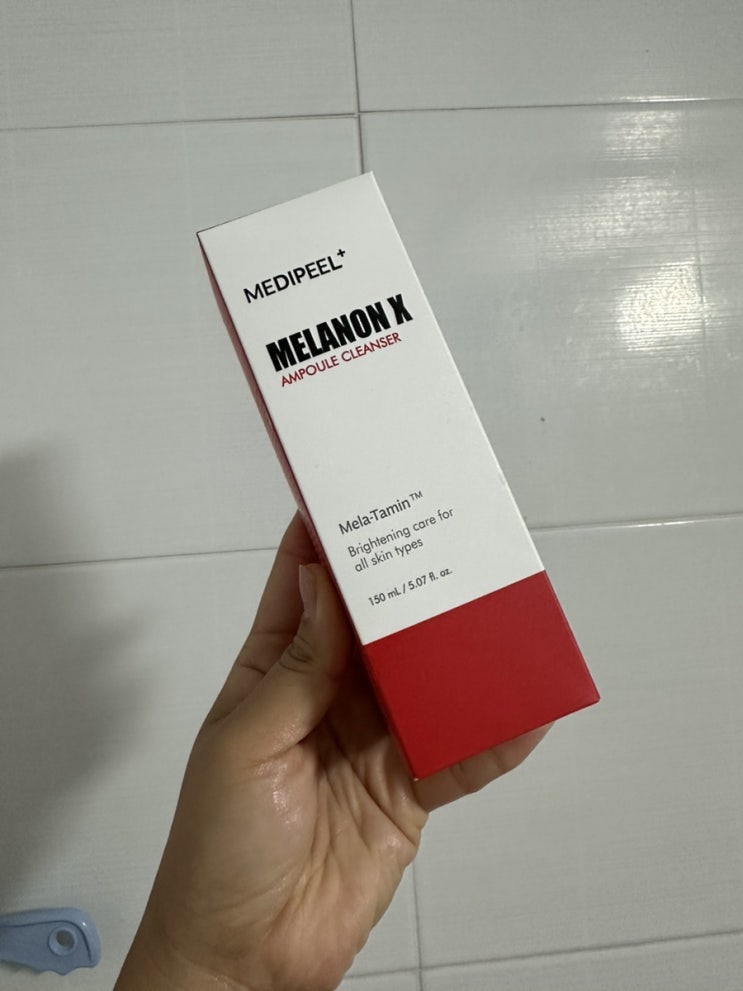 MEDIPEEL+
MELANON X
AMPOULE CLEANSER
Mela-Tamin™
Brightening care for
all skin types
150 mL / 5.07 fl. oz.